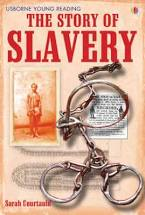 USBORNE YOUNG READING
THE STORY OF
SLAVERY
Sarah Courtauld